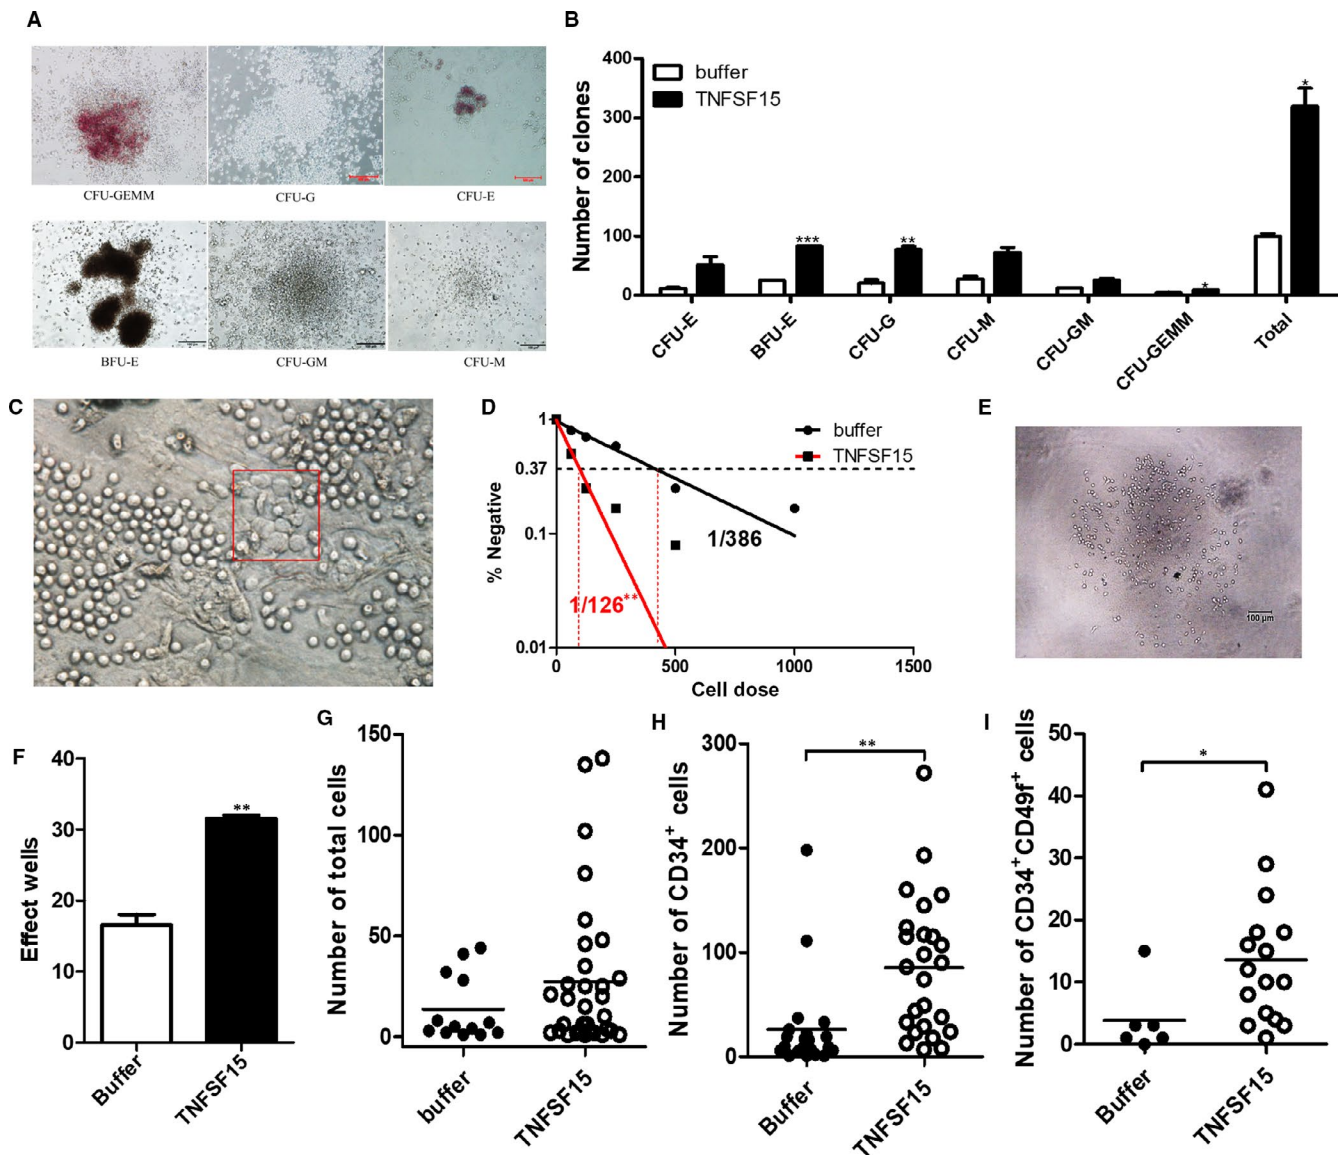 A
CFU-GEMM
CFU-G
CFU-E
BFU-E
CFU-GM
CFU-M
B
Number of clones
400
300
200
100
0
buffer
TNFSF15
***
**
*
*
CFU-E
BFU-E
CFU-G
CFU-M
CFU-GM
CFU-GEMM
Total
C
D
% Negative
1
0.37
0.1
0.01
buffer
TNFSF15
1/386
1/126**
0
500
1000
1500
Cell dose
E
100 µm
F
Effect wells
40
30
20
10
0
**
Buffer
TNFSF15
G
Number of total cells
150
100
50
0
buffer
TNFSF15
H
Number of CD34+ cells
300
200
100
0
**
Buffer
TNFSF15
I
Number of CD34+CD49f+ cells
50
40
30
20
10
0
*
Buffer
TNFSF15